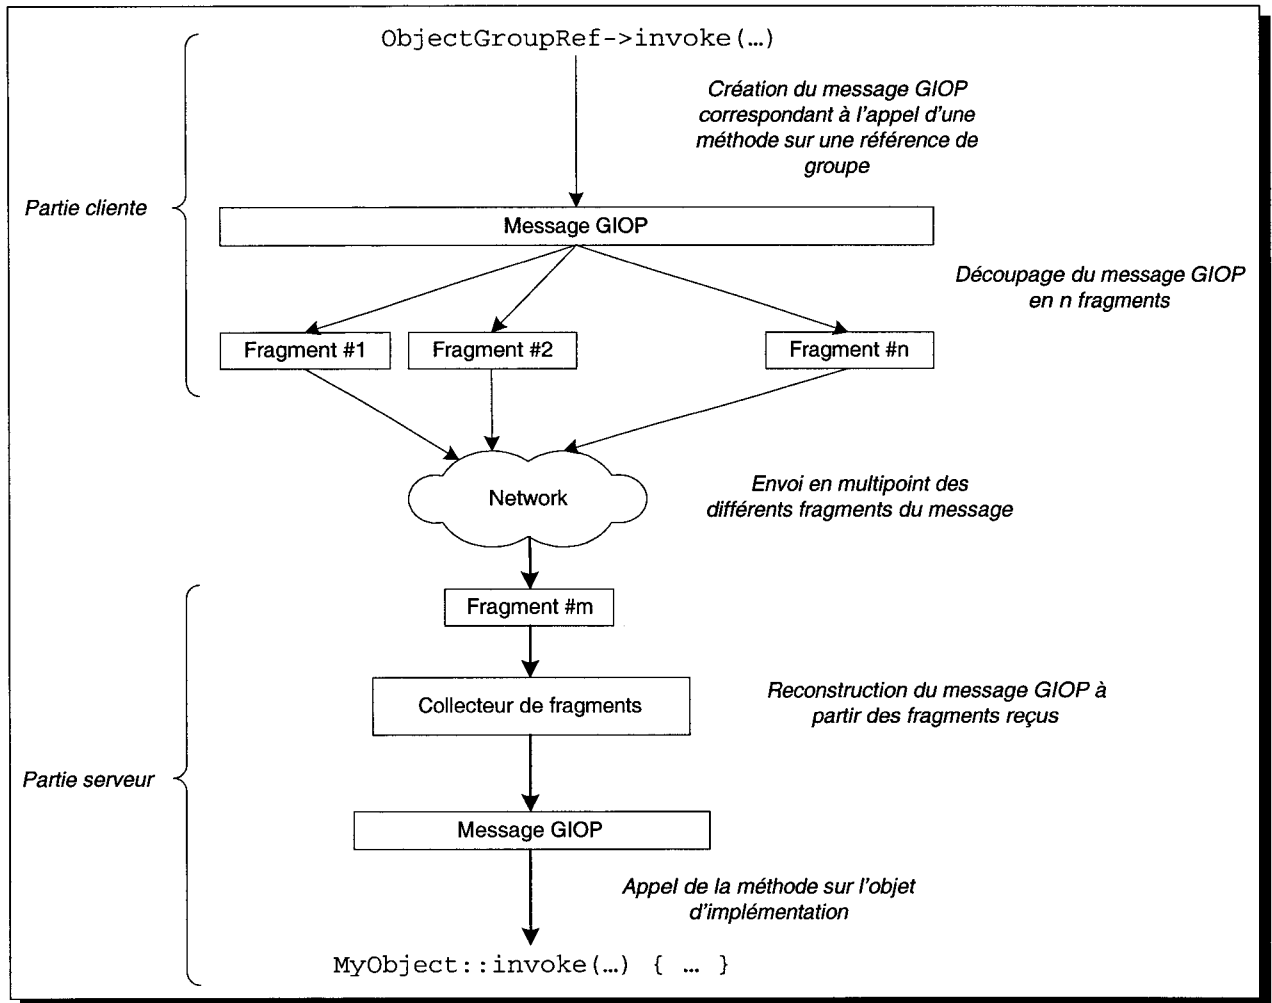 ObjectGroupRef->invoke(…)
Création du message GIOP
correspondant à l'appel d'une
méthode sur une référence de
groupe
Partie cliente
Message GIOP
Découpage du message GIOP
en n fragments
Fragment #1
Fragment #2
Fragment #n
Network
Envoi en multipoint des
différents fragments du message
Fragment #m
Collecteur de fragments
Reconstruction du message GIOP à
partir des fragments reçus
Partie serveur
Message GIOP
Appel de la méthode sur l'objet
d'implémentation
MyObject::invoke(…) { … }